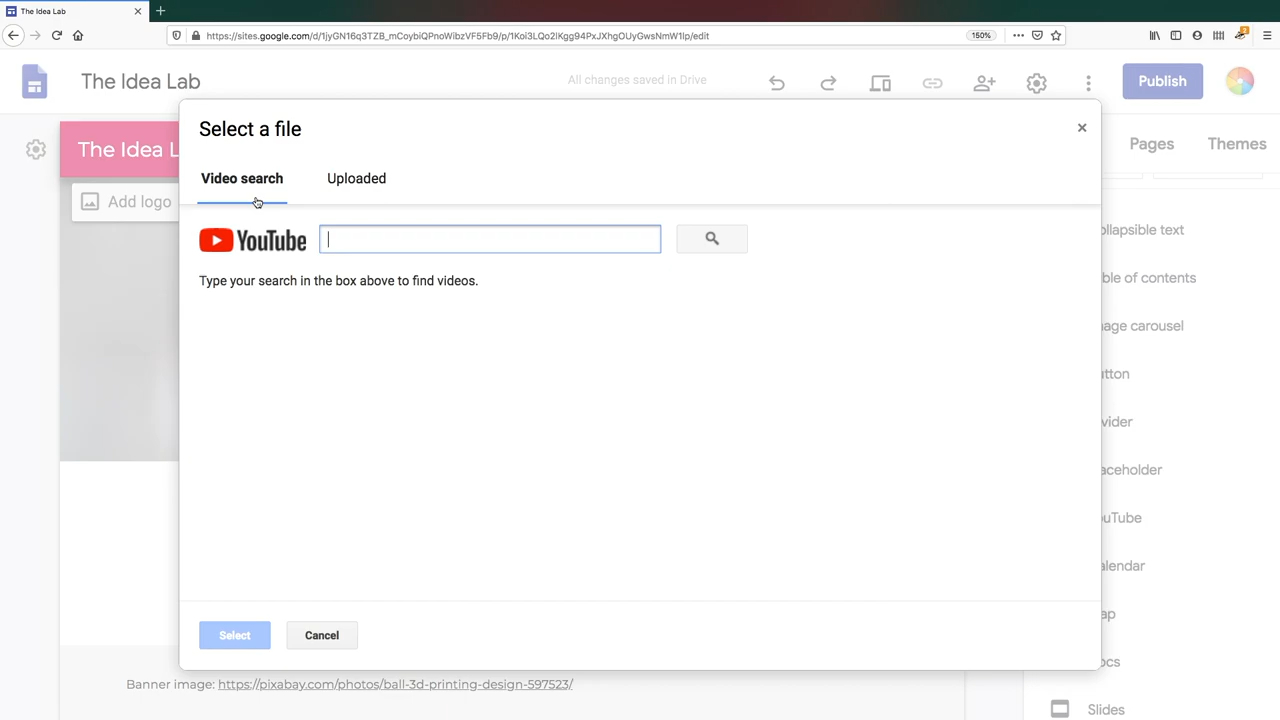 The Idea Lab
https://sites.google.com/d/1jyGN16q3TZB_mCoybiQPnoWibzVF5Fb9/p/1Koi3LQo2lKgg94PxJXhgOUyGwsNmW1lp/edit
150%
The Idea Lab
All changes saved in Drive
Publish
Select a file
The Idea L
Pages
Themes
Video search
Uploaded
Add logo
YouTube
Type your search in the box above to find videos.
ollapsible text
ble of contents
age carousel
tton
vider
aceholder
uTube
alendar
ap
ocs
Slides
Select
Cancel
Banner image: https://pixabay.com/photos/ball-3d-printing-design-597523/